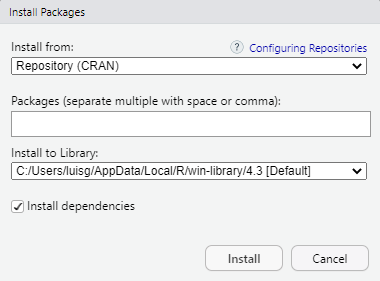 Install Packages
Install from:
? Configuring Repositories
Repository (CRAN)
Packages (separate multiple with space or comma):
Install to Library:
C:/Users/luisg/AppData/Local/R/win-library/4.3 [Default]
Install dependencies
Install Cancel